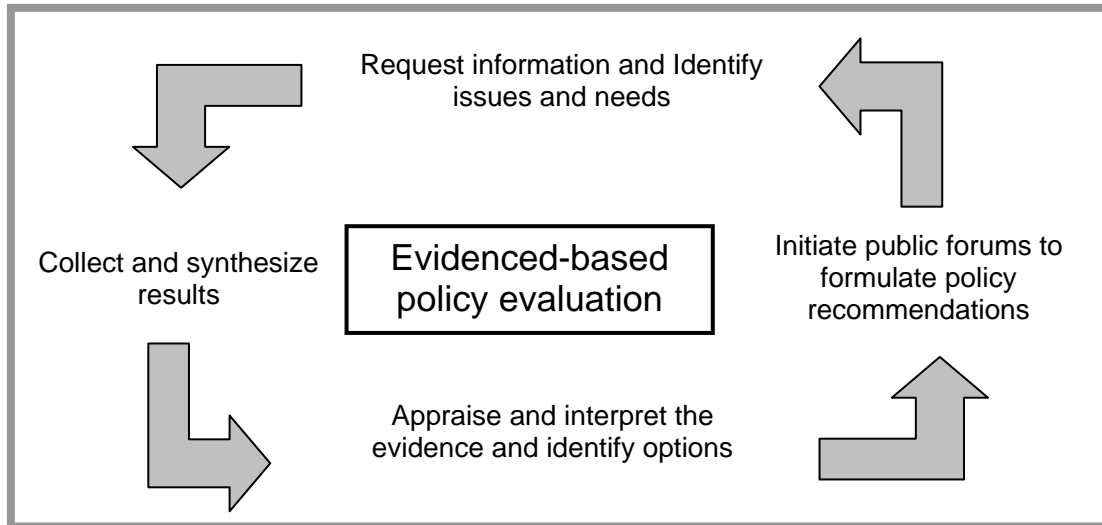 Request information and Identify
issues and needs
Collect and synthesize
results
Evidenced-based
policy evaluation
Initiate public forums to
formulate policy
recommendations
Appraise and interpret the
evidence and identify options